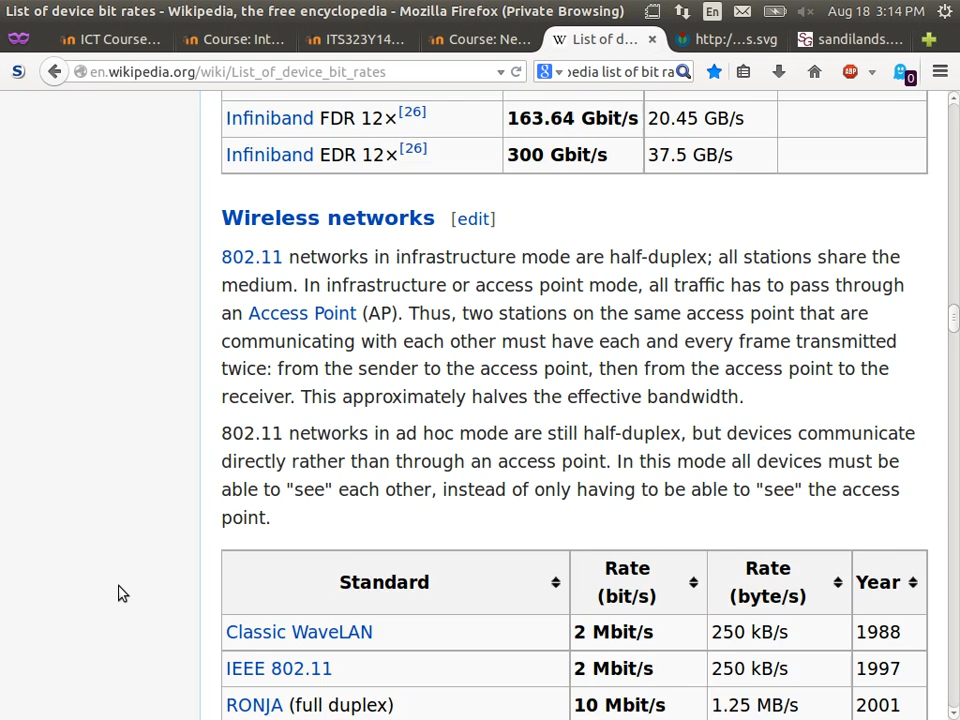 List of device bit rates - Wikipedia, the free encyclopedia - Mozilla Firefox (Private Browsing) En Aug 18 3:14 PM
ICT Course... Course: Int... ITS323Y14... Course: Ne... W List of d... × http:/...s.svg SG sandilands....
S en.wikipedia.org/wiki/List_of_device_bit_rates 8 pedia list of bit ra ABP 0
Infiniband FDR 12×[26] 163.64 Gbit/s 20.45 GB/s
Infiniband EDR 12×[26] 300 Gbit/s 37.5 GB/s
Wireless networks [edit]
802.11 networks in infrastructure mode are half-duplex; all stations share the
medium. In infrastructure or access point mode, all traffic has to pass through
an Access Point (AP). Thus, two stations on the same access point that are
communicating with each other must have each and every frame transmitted
twice: from the sender to the access point, then from the access point to the
receiver. This approximately halves the effective bandwidth.
802.11 networks in ad hoc mode are still half-duplex, but devices communicate
directly rather than through an access point. In this mode all devices must be
able to "see" each other, instead of only having to be able to "see" the access
point.
Standard Rate (bit/s) Rate (byte/s) Year
Classic WaveLAN 2 Mbit/s 250 kB/s 1988
IEEE 802.11 2 Mbit/s 250 kB/s 1997
RONJA (full duplex) 10 Mbit/s 1.25 MB/s 2001